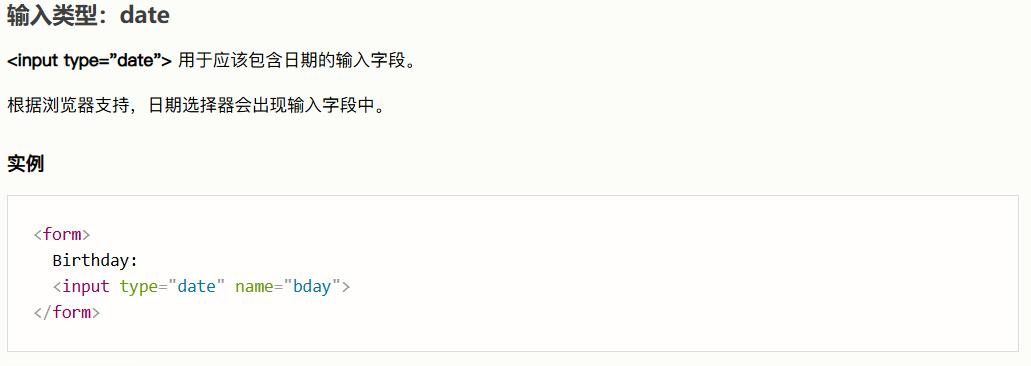 输入类型：date
<input type=”date”> 用于应该包含日期的输入字段。
根据浏览器支持，日期选择器会出现输入字段中。
实例
<form>
  Birthday:
  <input type="date" name="bday">
</form>